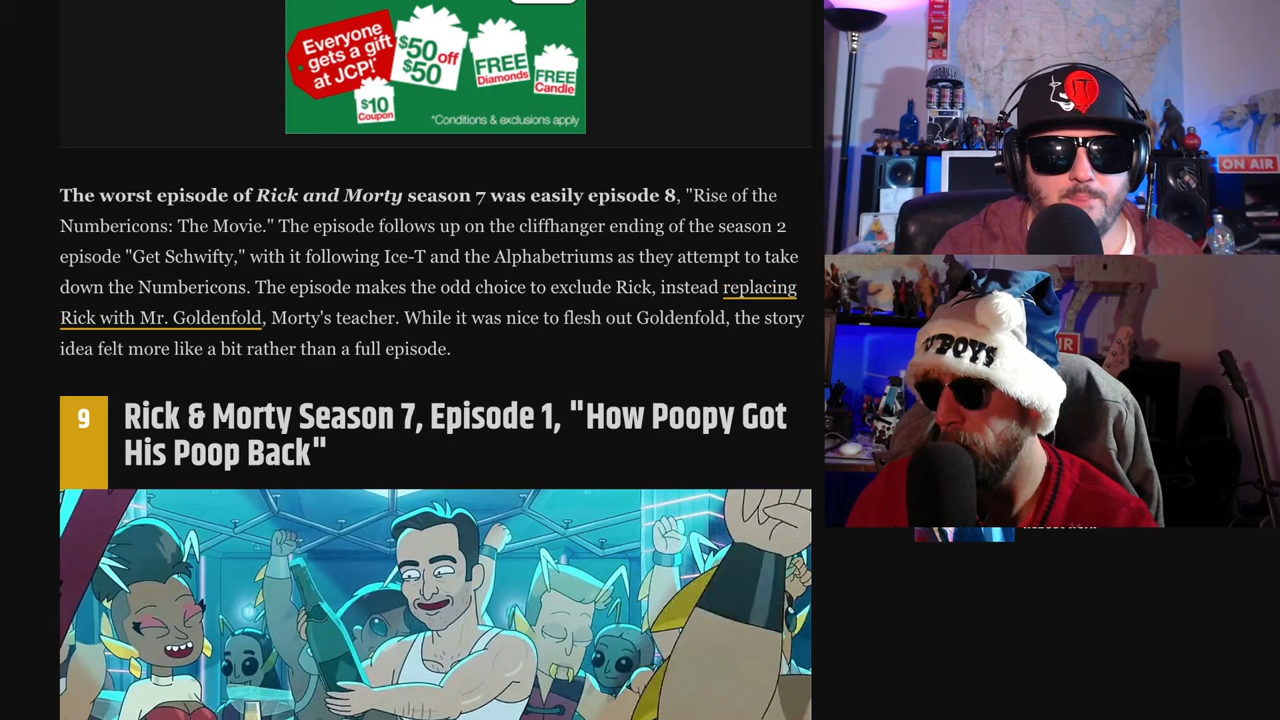 Everyone
gets a gift
at JCP!
$10
Coupon
$50 off
$50
FREE
Diamonds
FREE
Candle
*Conditions & exclusions apply
The worst episode of Rick and Morty season 7 was easily episode 8, "Rise of the
Numbericons: The Movie." The episode follows up on the cliffhanger ending of the season 2
episode "Get Schwifty," with it following Ice-T and the Alphabetriums as they attempt to take
down the Numbericons. The episode makes the odd choice to exclude Rick, instead replacing
Rick with Mr. Goldenfold, Morty's teacher. While it was nice to flesh out Goldenfold, the story
idea felt more like a bit rather than a full episode.
9
Rick & Morty Season 7, Episode 1, "How Poopy Got
His Poop Back"
ON AIR